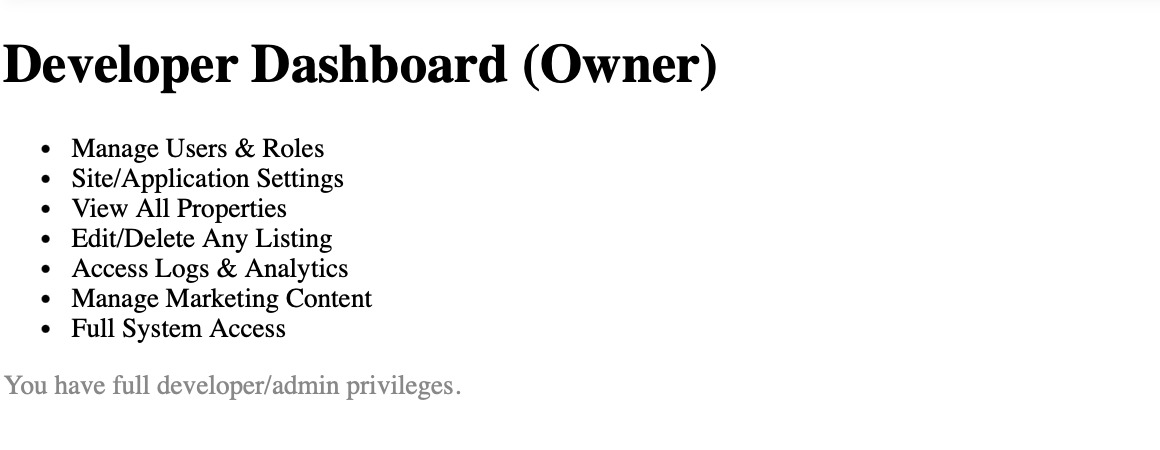 Developer Dashboard (Owner)
• Manage Users & Roles
• Site/Application Settings
• View All Properties
• Edit/Delete Any Listing
• Access Logs & Analytics
• Manage Marketing Content
• Full System Access
You have full developer/admin privileges.